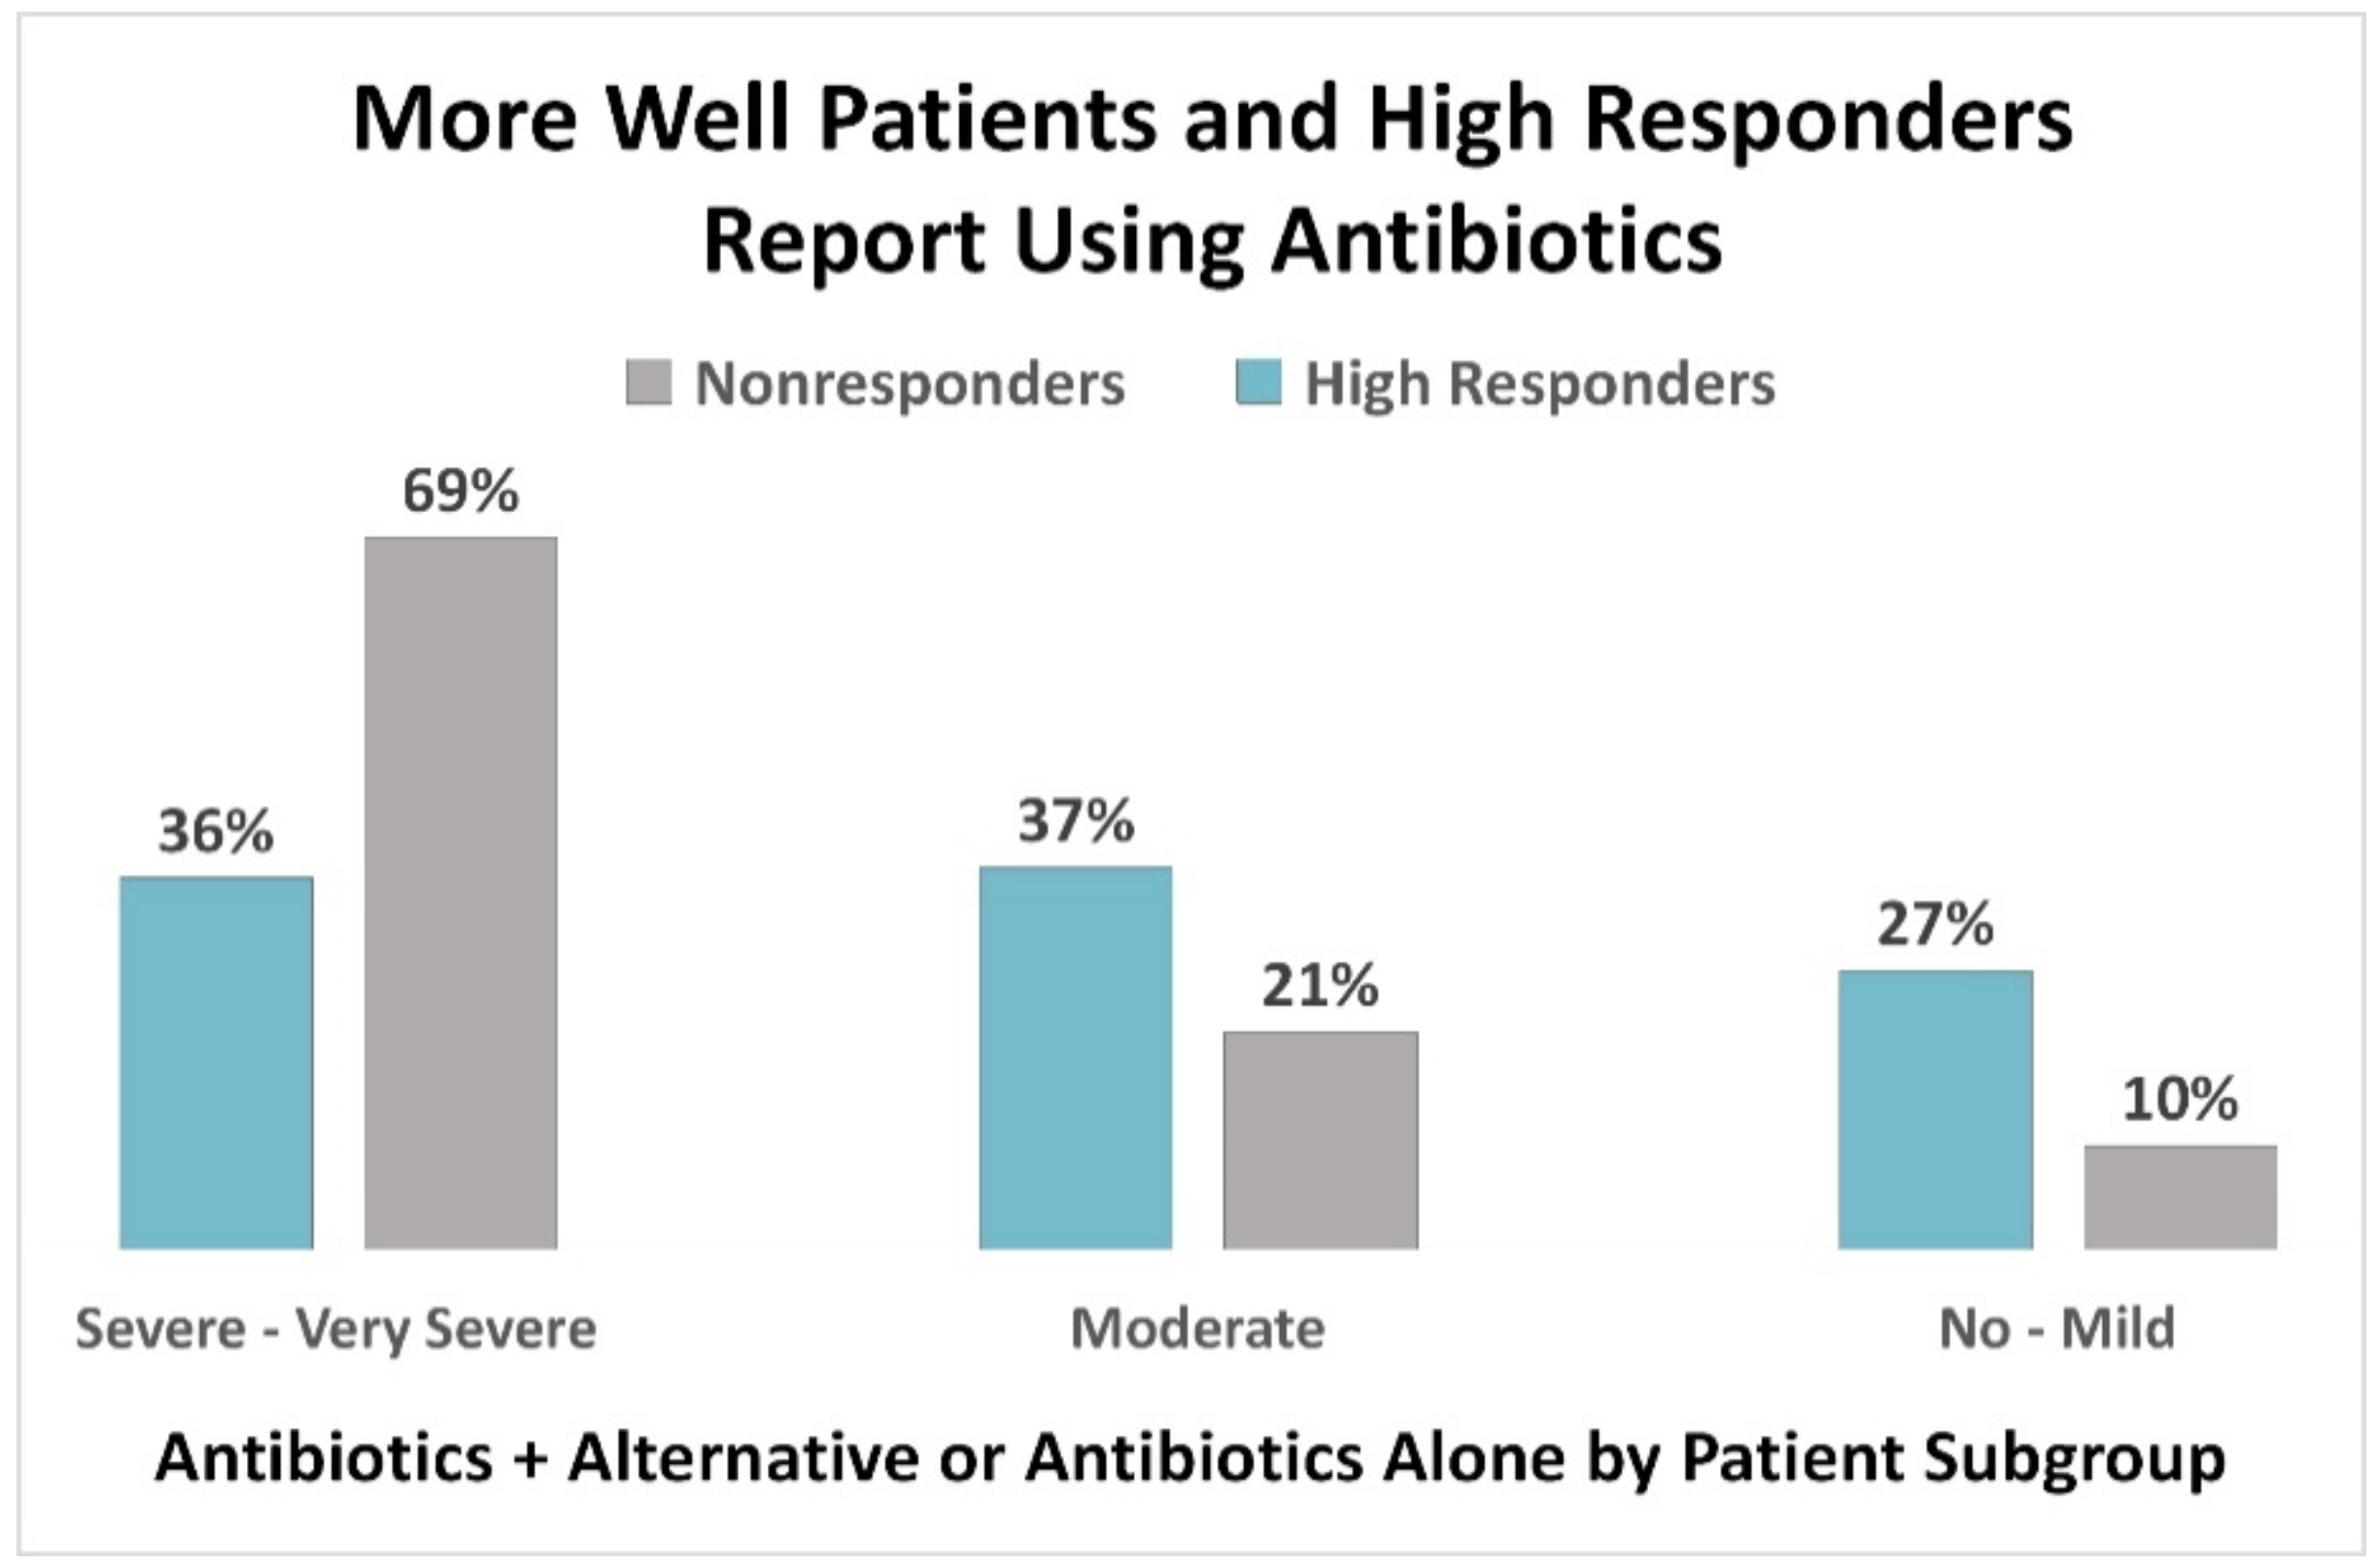 More Well Patients and High Responders
Report Using Antibiotics
Nonresponders High Responders
69%
36%
37%
21%
27%
10%
Severe - Very Severe
Moderate
No - Mild
Antibiotics + Alternative or Antibiotics Alone by Patient Subgroup